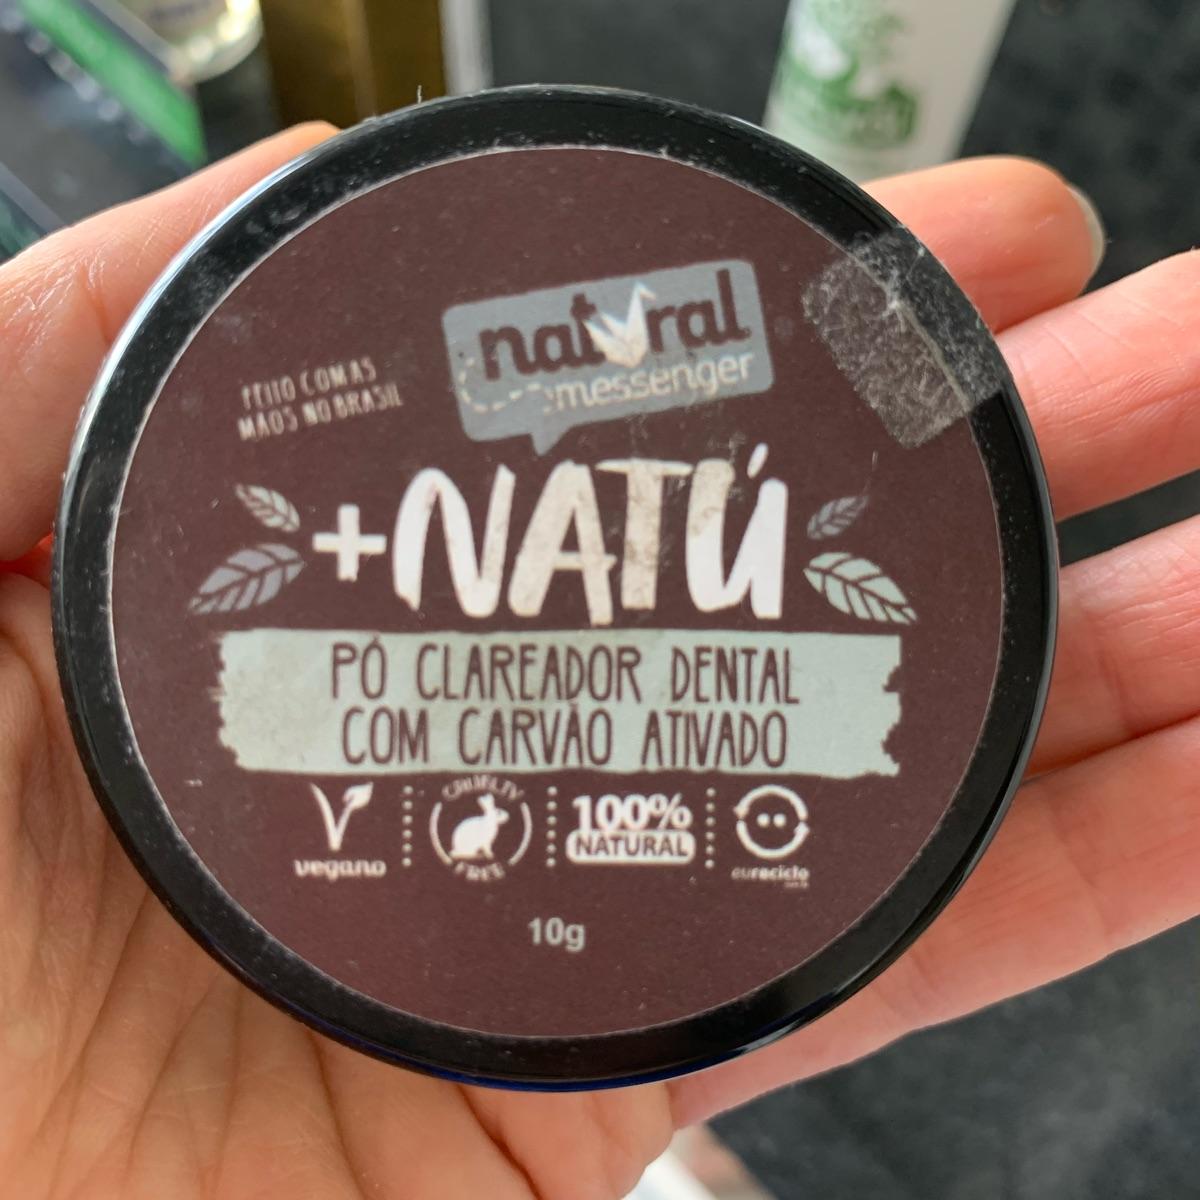 natural
messenger
FEITO COM AS
MÃOS NO BRASIL
+NATÚ
PÓ CLAREADOR DENTAL
COM CARVÃO ATIVADO
vegano
CRUELTY
FREE
100%
NATURAL
eureciclo
10g